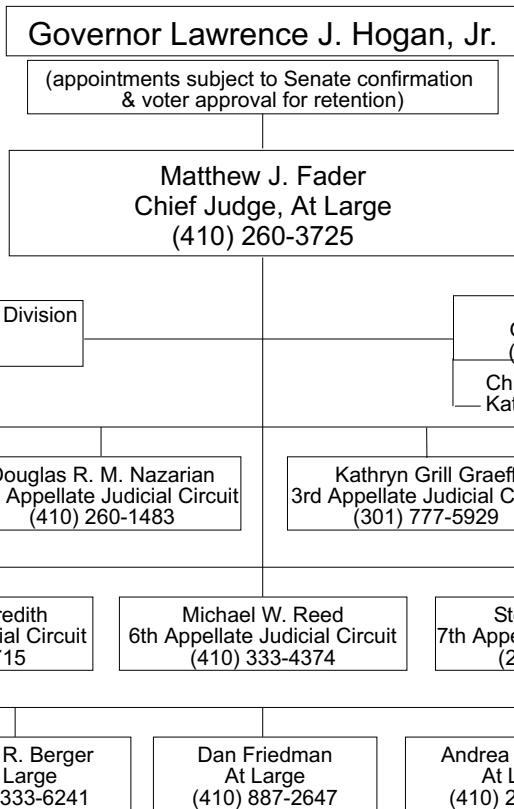 Governor Lawrence J. Hogan, Jr.
(appointments subject to Senate confirmation
& voter approval for retention)
Matthew J. Fader
Chief Judge, At Large
(410) 260-3725
Division
Douglas R. M. Nazarian
Appellate Judicial Circuit
(410) 260-1483
Kathryn Grill Graeff
3rd Appellate Judicial
(301) 777-5929
Circuit
Michael W. Reed
6th Appellate Judicial Circuit
(410) 333-4374
7th
R. Berger
Large
333-6241
Dan Friedman
At Large
(410) 887-2647
Andrea
At
(410)